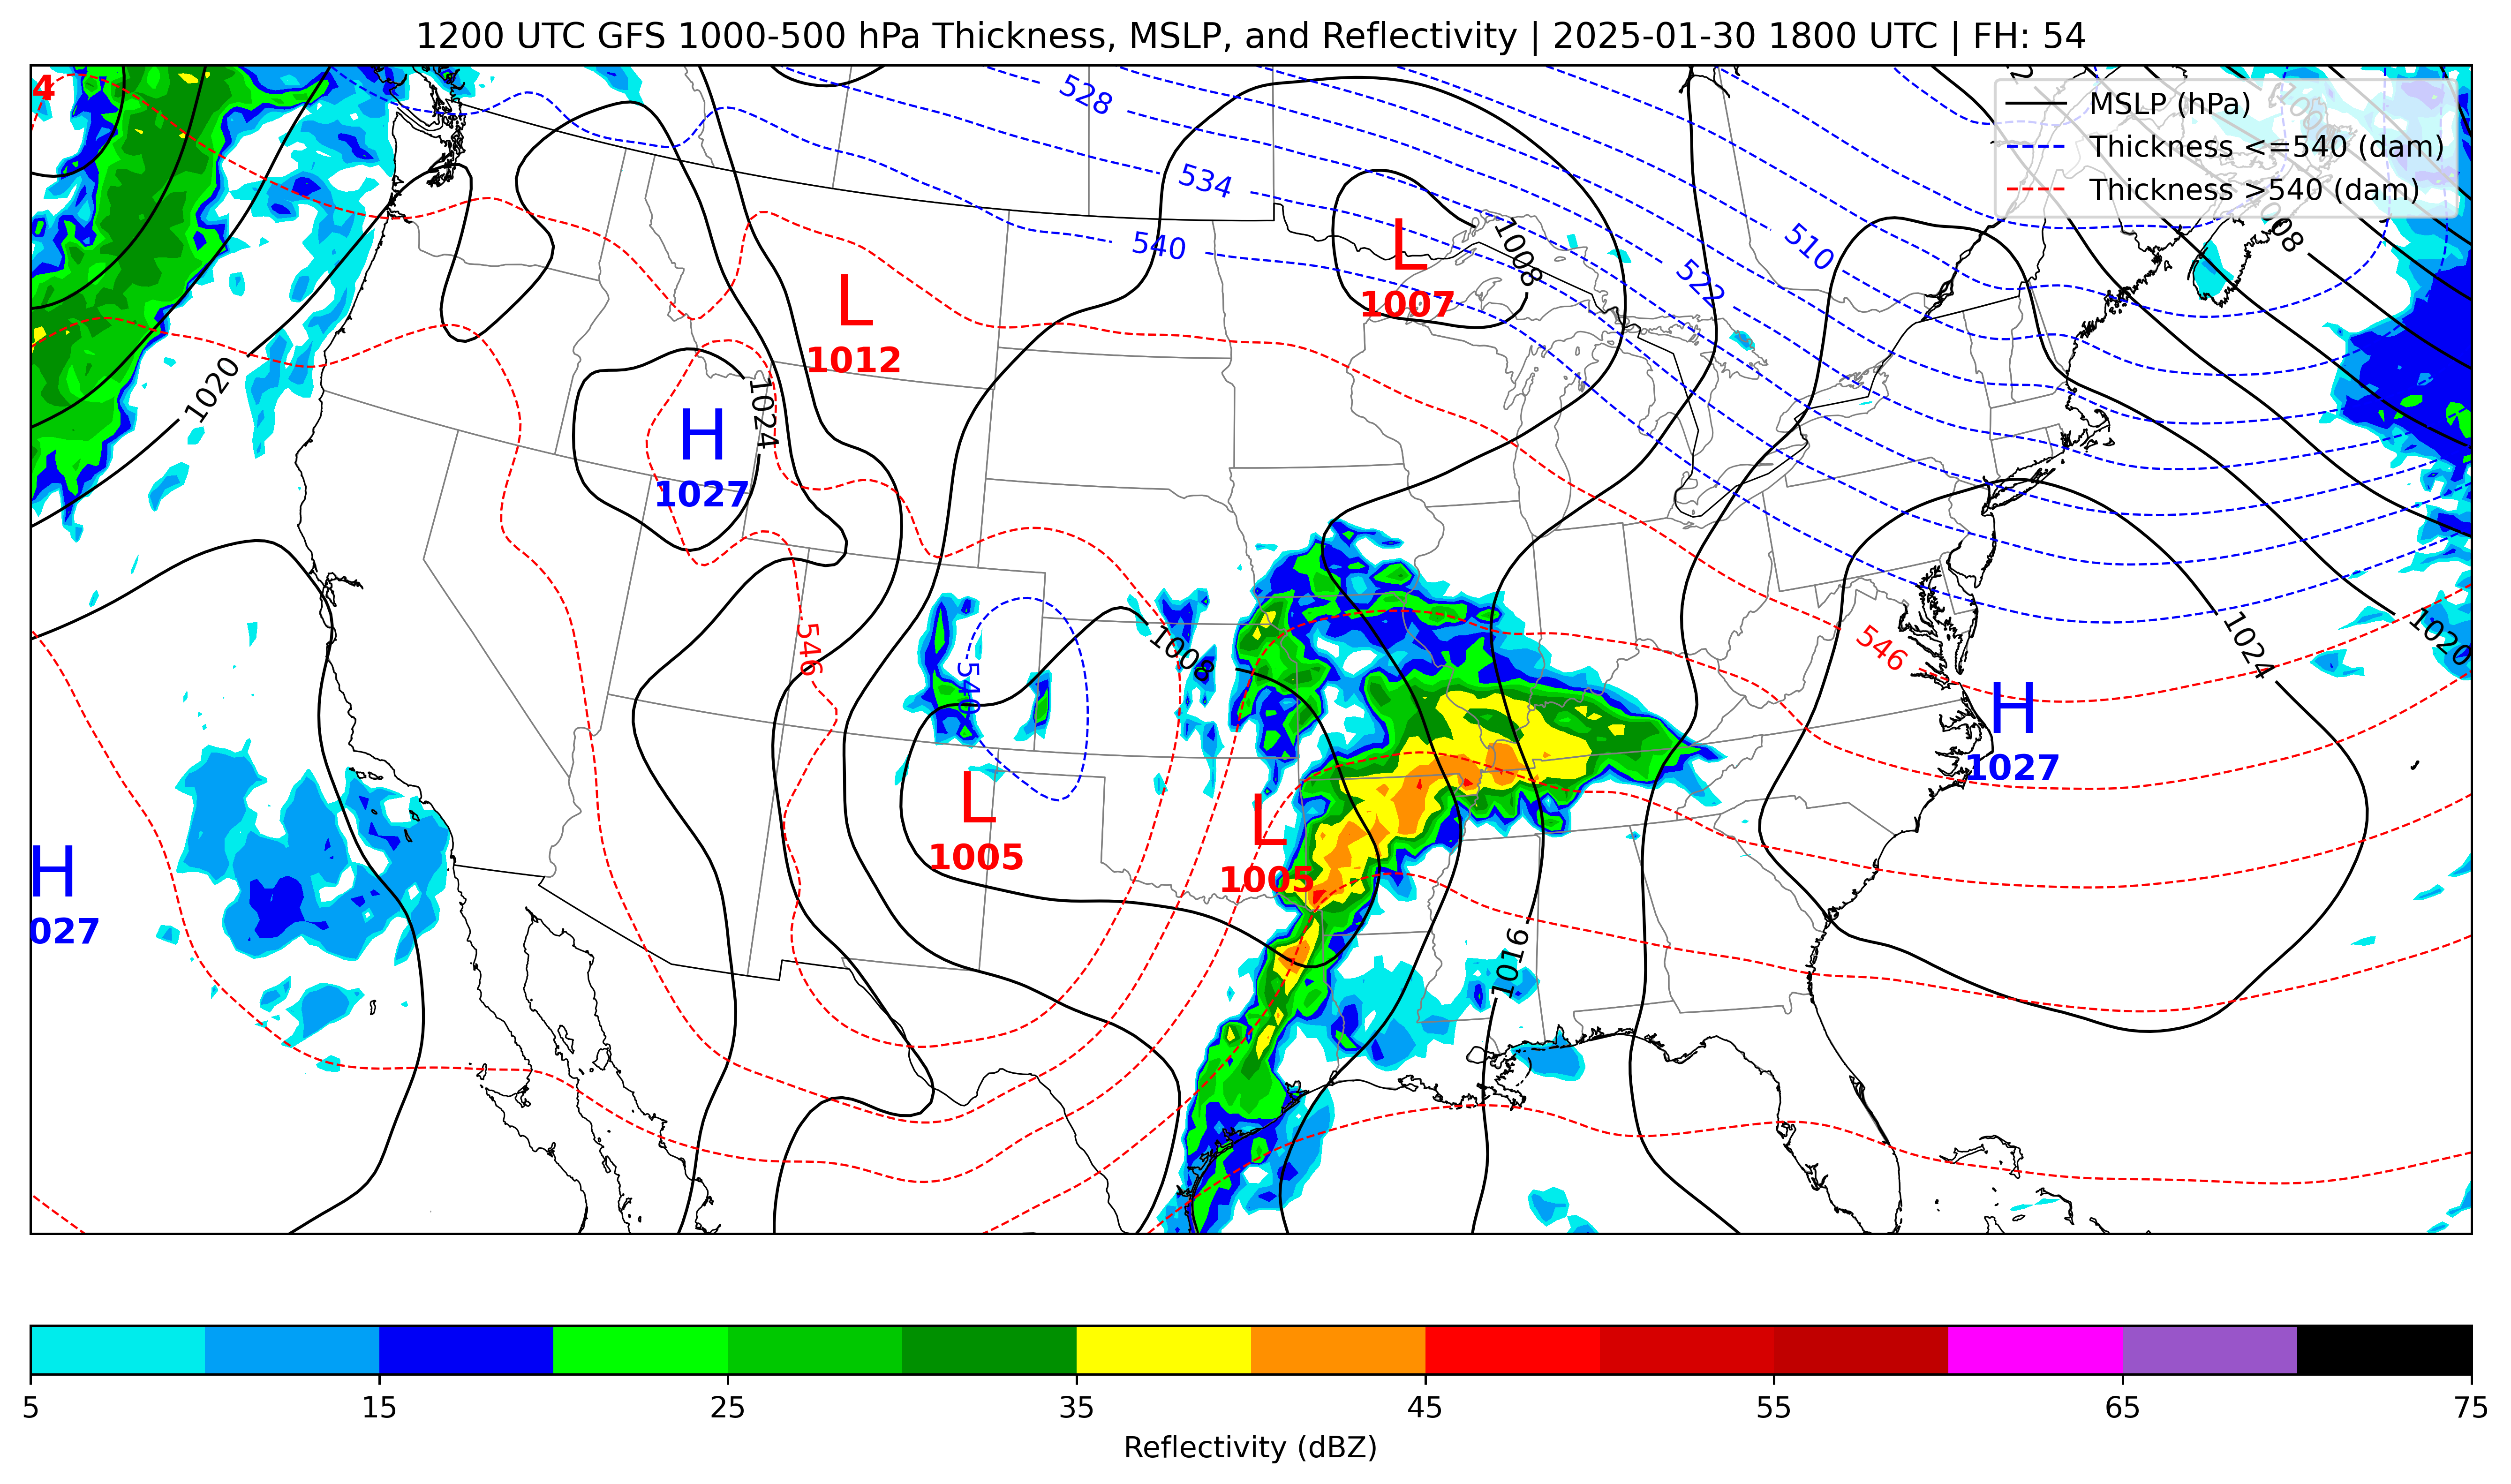 1200 UTC GFS 1000-500 hPa Thickness, MSLP, and Reflectivity | 2025-01-30 1800 UTC | FH: 54
4
MSLP (hPa)
Thickness <=540 (dam)
Thickness >540 (dam)
528
534
540
510
522
1008
1008
L
1007
L
1012
1020
1024
H
1027
546
540
1008
546
1024
1020
H
1027
L
1005
L
1005
H
027
1016
5
15
25
35
45
55
65
75
Reflectivity (dBZ)